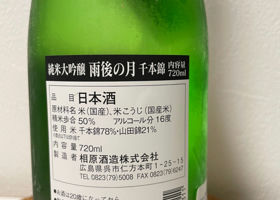 純米大吟醸 雨後の月 千本錦 内容量 720ml
品目 日本酒
原材料名 米(国産)、米こうじ(国産米)
精米歩合 50% アルコール分 16度
使用米 千本錦78%・山田錦21%
内容量 720ml
製造者 相原酒造株式会社
広島県呉市仁方本町1-25-15
TEL 0823(79)5008 FAX 0823(79)6247